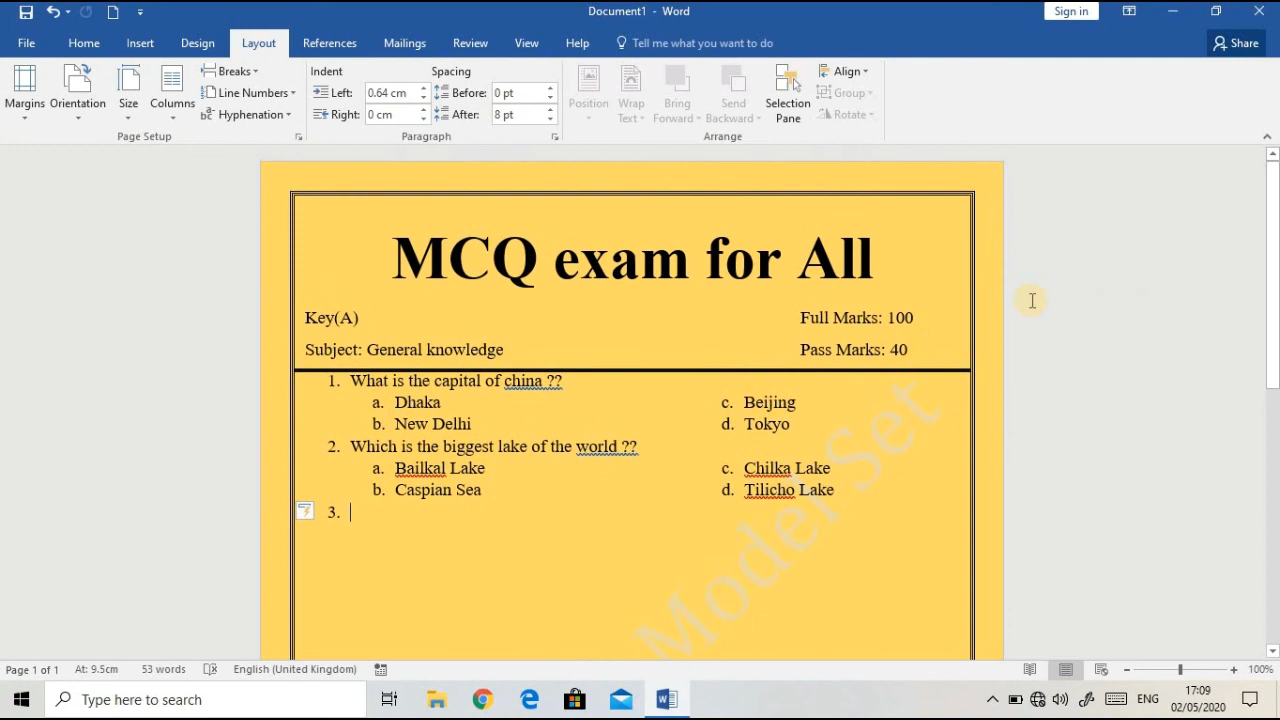 Document1 - Word
Sign in
File Home Insert Design Layout References Mailings Review View Help Tell me what you want to do Share
Margins
Orientation
Size
Columns
Breaks
Line Numbers
Hyphenation
Page Setup
Indent
Left: 0.64 cm
Right: 0 cm
Spacing
Before: 0 pt
After: 8 pt
Paragraph
Position
Wrap Text
Bring Forward
Send Backward
Selection Pane
Align
Group
Rotate
Arrange
MCQ exam for All
Key(A) Full Marks: 100
Subject: General knowledge Pass Marks: 40
1. What is the capital of china ??
a. Dhaka c. Beijing
b. New Delhi d. Tokyo
2. Which is the biggest lake of the world ??
a. Bailkal Lake c. Chilka Lake
b. Caspian Sea d. Tilicho Lake
3.
Model Set
Page 1 of 1 At: 9.5cm 53 words English (United Kingdom) 100%
Type here to search
ENG
17:09
02/05/2020